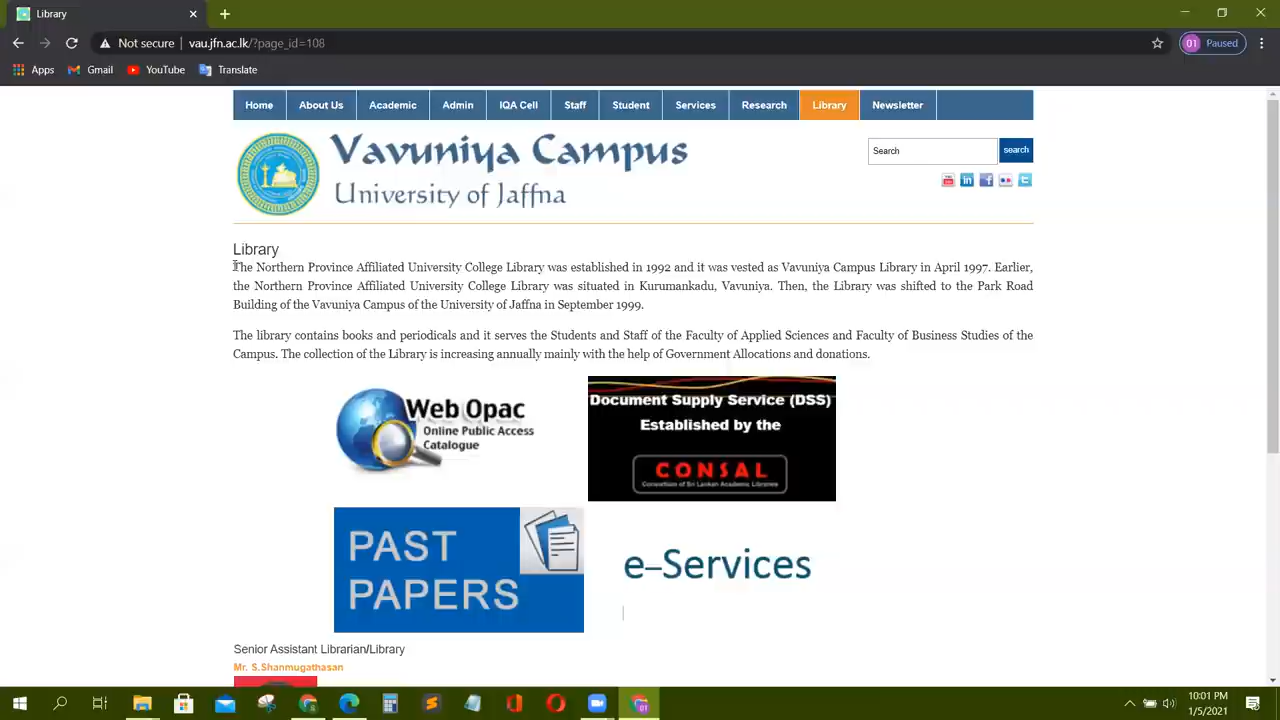 Library
Not secure | vau.jfn.ac.lk/?page_id=108
01 Paused
Apps Gmail YouTube Translate
Home About Us Academic Admin IQA Cell Staff Student Services Research Library Newsletter
Vavuniya Campus
University of Jaffna
Search search
Library
The Northern Province Affiliated University College Library was established in 1992 and it was vested as Vavuniya Campus Library in April 1997. Earlier,
the Northern Province Affiliated University College Library was situated in Kurumankadu, Vavuniya. Then, the Library was shifted to the Park Road
Building of the Vavuniya Campus of the University of Jaffna in September 1999.
The library contains books and periodicals and it serves the Students and Staff of the Faculty of Applied Sciences and Faculty of Business Studies of the
Campus. The collection of the Library is increasing annually mainly with the help of Government Allocations and donations.
Web Opac
Online Public Access
Catalogue
Document Supply Service (DSS)
Established by the
CONSAL
Consortium of Sri Lankan Academic Libraries
PAST
PAPERS
e-Services
Senior Assistant Librarian/Library
Mr. S.Shanmugathasan
10:01 PM
1/5/2021